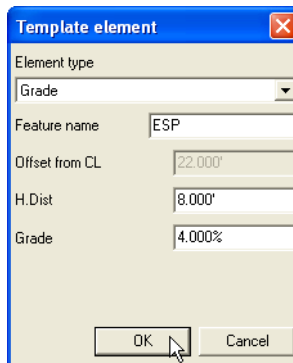 Template element
Element type
Grade
Feature name ESP
Offset from CL 22.000'
H.Dist 8.000'
Grade 4.000%
OK Cancel